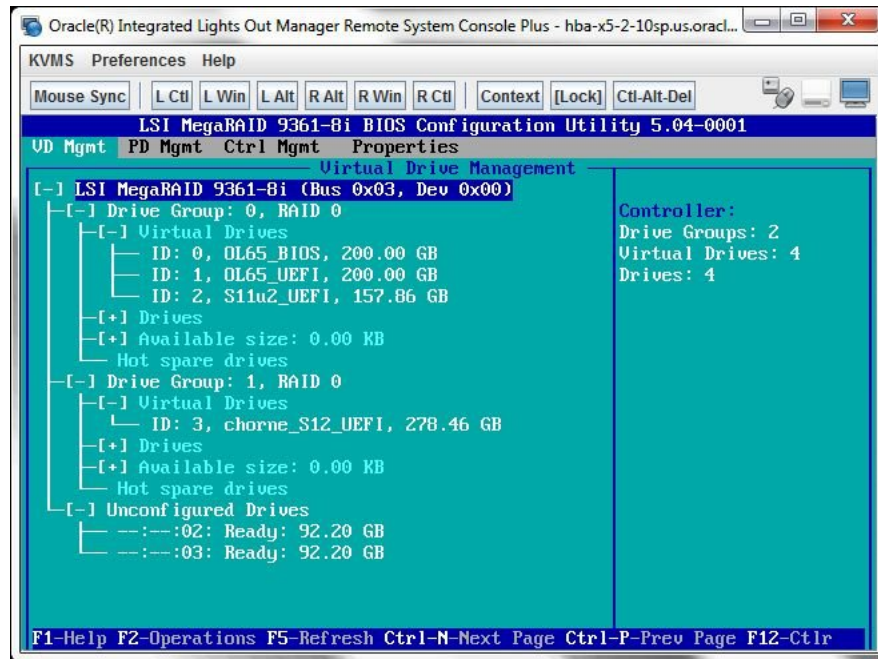 Oracle(R) Integrated Lights Out Manager Remote System Console Plus - hba-x5-2-10sp.us.oracl...
KVMS Preferences Help
Mouse Sync L Ctl L Win L Alt R Alt R Win R Ctl Context [Lock] Ctl-Alt-Del
LSI MegaRAID 9361-8i BIOS Configuration Utility 5.04-0001
VD Mgmt PD Mgmt Ctrl Mgmt Properties
Virtual Drive Management
[-] LSI MegaRAID 9361-8i (Bus 0x03, Dev 0x00)
[-] Drive Group: 0, RAID 0
[-] Virtual Drives
ID: 0, OL65_BIOS, 200.00 GB
ID: 1, OL65_UEFI, 200.00 GB
ID: 2, S11u2_UEFI, 157.86 GB
[+] Drives
[+] Available size: 0.00 KB
Hot spare drives
[-] Drive Group: 1, RAID 0
[-] Virtual Drives
ID: 3, chorne_S12_UEFI, 278.46 GB
[+] Drives
[+] Available size: 0.00 KB
Hot spare drives
[-] Unconfigured Drives
--:--:02: Ready: 92.20 GB
--:--:03: Ready: 92.20 GB
Controller:
Drive Groups: 2
Virtual Drives: 4
Drives: 4
F1-Help F2-Operations F5-Refresh Ctrl-N-Next Page Ctrl-P-Prev Page F12-Ctlr